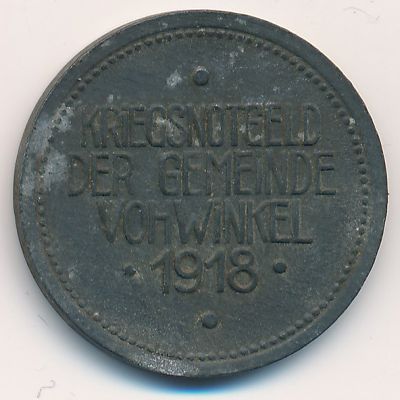 KRIEGSNOTGELD
DER GEMEINDE
VOHWINKEL
· 1918 ·